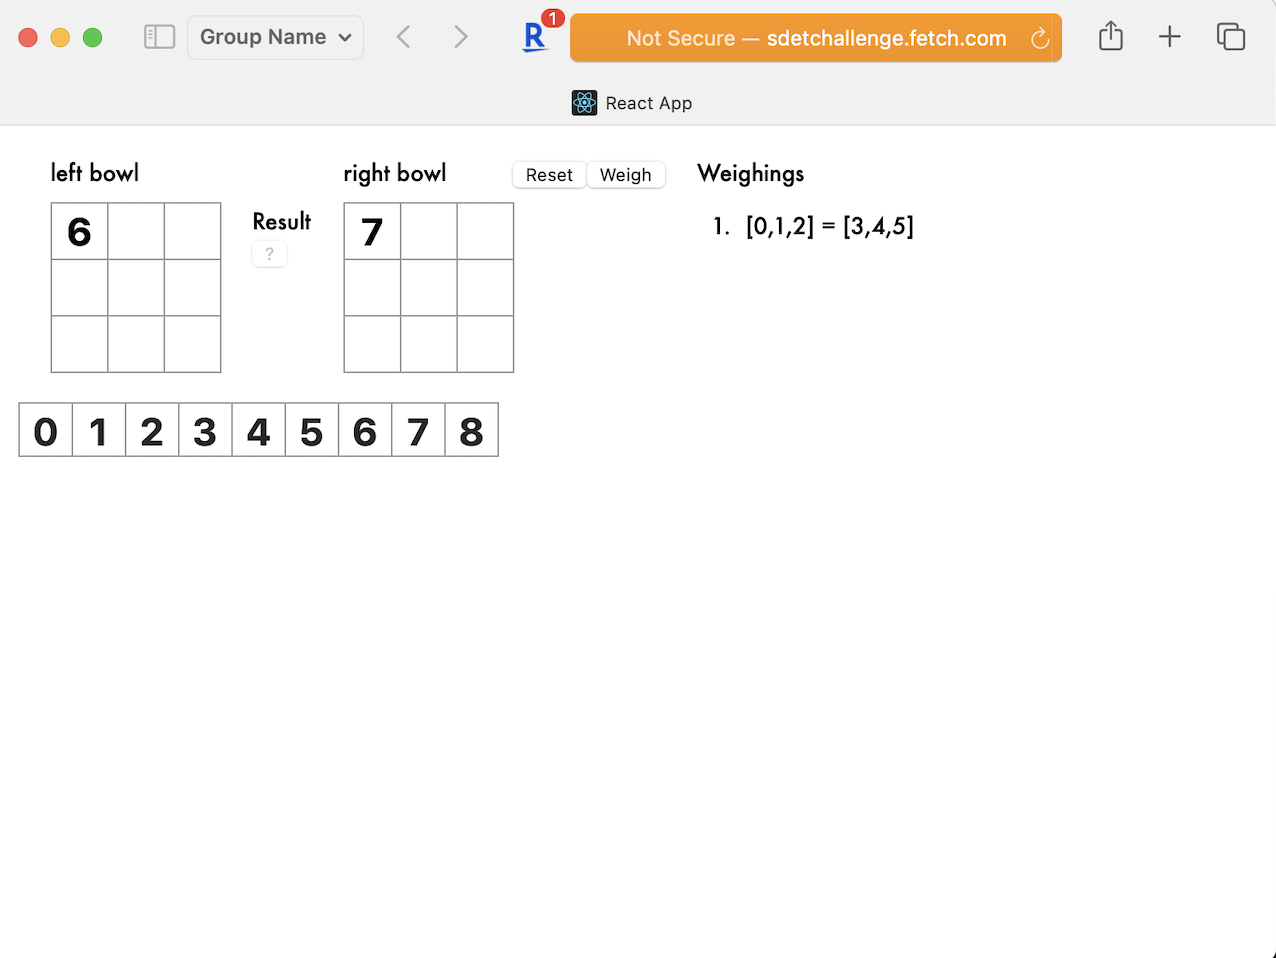 Group Name
R 1
Not Secure — sdetchallenge.fetch.com
React App
left bowl
right bowl
Reset
Weigh
Weighings
6
Result
?
7
1. [0,1,2] = [3,4,5]
0 1 2 3 4 5 6 7 8